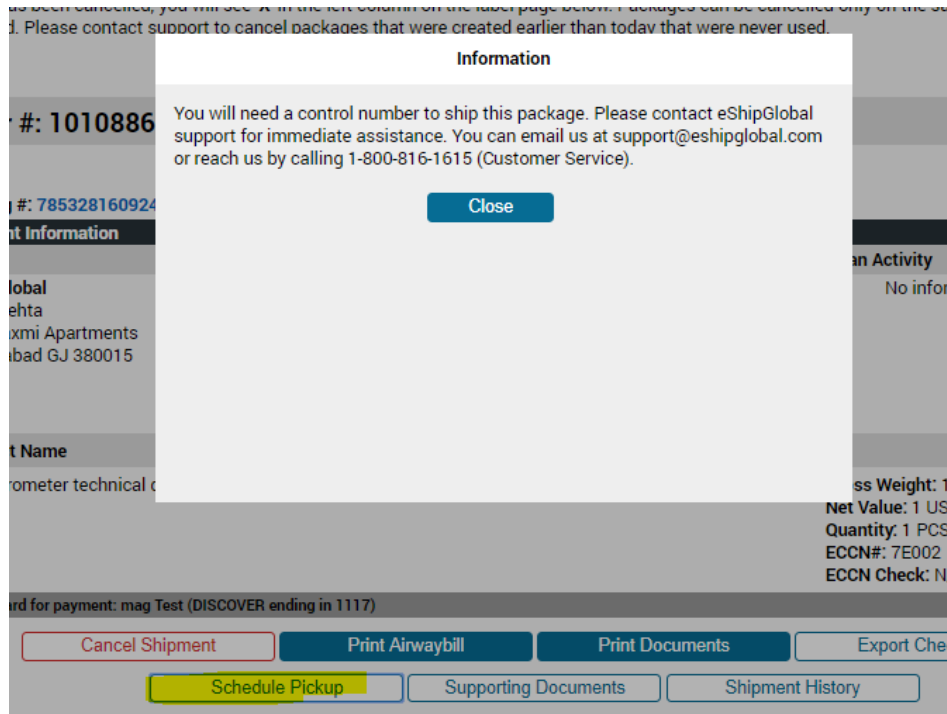 d. Please contact support to cancel packages that were created earlier than today that were never used.
Information
You will need a control number to ship this package. Please contact eShipGlobal
support for immediate assistance. You can email us at support@eshipglobal.com
or reach us by calling 1-800-816-1615 (Customer Service).
Close
#: 1010886
#: 785328160924
nt Information
an Activity
lobal
No infor
ehta
xmi Apartments
abad GJ 380015
t Name
rometer technical
ss Weight: 1
Net Value: 1 US
Quantity: 1 PCS
ECCN#: 7E002
ECCN Check: N
ard for payment: mag Test (DISCOVER ending in 1117)
Cancel Shipment
Print Airwaybill
Print Documents
Export Che
Schedule Pickup
Supporting Documents
Shipment History